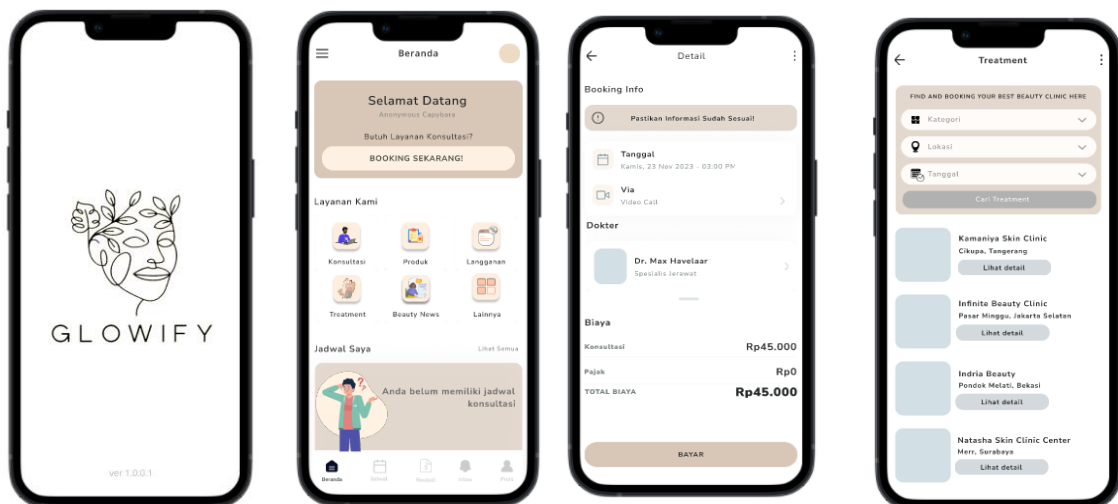 GLOWIFY
ver 1.0.0.1
Beranda
Selamat Datang
Anonymous Capybara
Butuh Layanan Konsultasi?
BOOKING SEKARANG!
Layanan Kami
Konsultasi
Produk
Langganan
Treatment
Beauty News
Lainnya
Jadwal Saya
Lihat Semua
Anda belum memiliki jadwal
konsultasi
Beranda
Profil
Detail
Booking Info
Pastikan Informasi Sudah Sesuai!
Tanggal
Kamis, 23 Nov 2023 - 03:00 PM
Via
Video Call
Dokter
Dr. Max Havelaar
Spesialis Jerawat
Biaya
Konsultasi Rp45.000
Pajak Rp0
TOTAL BIAYA Rp45.000
BAYAR
Treatment
FIND AND BOOKING YOUR BEST BEAUTY CLINIC HERE
Kategori
Lokasi
Tanggal
Cari Treatment
Kamaniya Skin Clinic
Cikupa, Tangerang
Lihat detail
Infinite Beauty Clinic
Pasar Minggu, Jakarta Selatan
Lihat detail
Indria Beauty
Pondok Melati, Bekasi
Lihat detail
Natasha Skin Clinic Center
Merr, Surabaya
Lihat detail